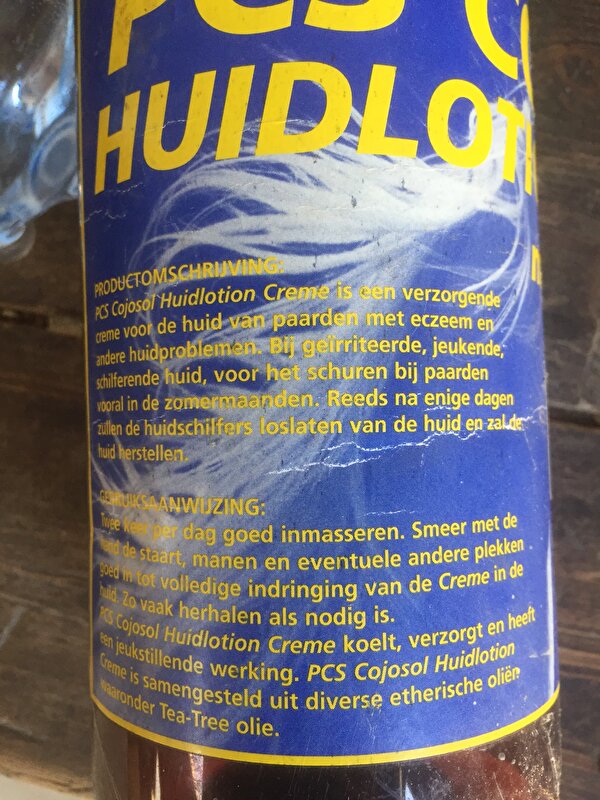 PCS C
HUIDLOT
PRODUCTOMSCHRIJVING:
PCS Cojosol Huidlotion Creme is een verzorgende
creme voor de huid van paarden met eczeem en
andere huidproblemen. Bij geïrriteerde, jeukende,
schilferende huid, voor het schuren bij paarden
vooral in de zomermaanden. Reeds na enige dagen
zullen de huidschilfers loslaten van de huid en zal de
huid herstellen.
GEBRUIKSAANWIJZING:
Twee keer per dag goed inmasseren. Smeer met de
hand de staart, manen en eventuele andere plekken
goed in tot volledige indringing van de Creme in de
huid. Zo vaak herhalen als nodig is.
PCS Cojosol Huidlotion Creme koelt, verzorgt en heeft
een jeukstillende werking. PCS Cojosol Huidlotion
Creme is samengesteld uit diverse etherische oliën
waaronder Tea-Tree olie.